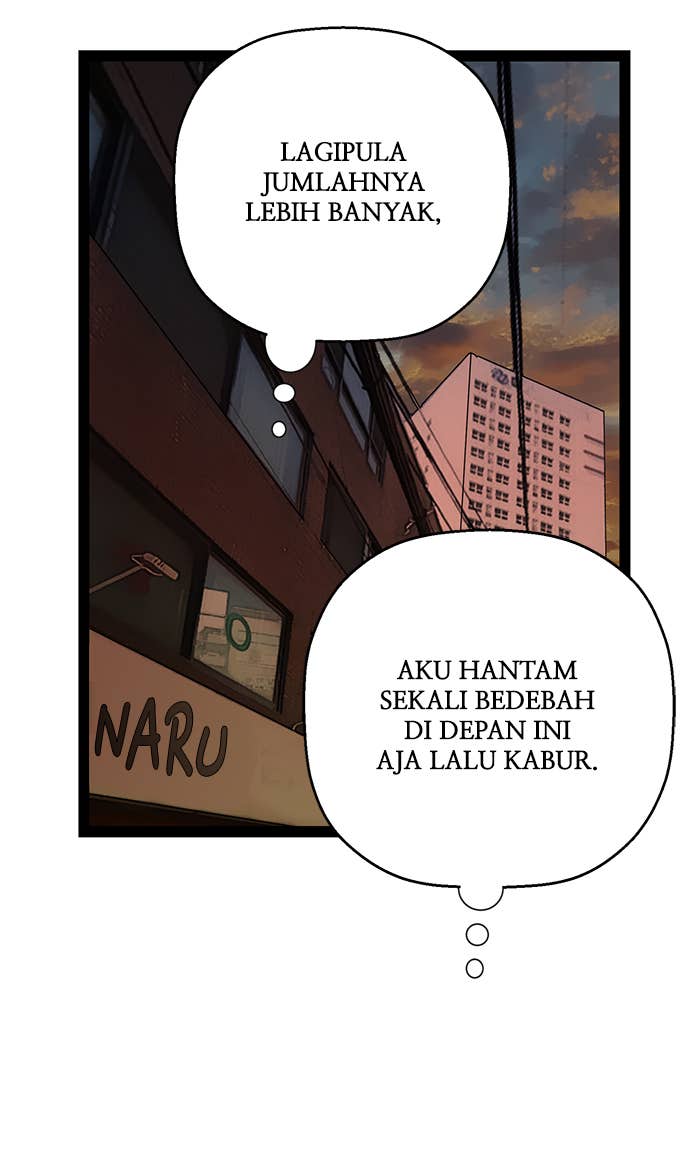 LAGIPULA
JUMLAHNYA
LEBIH BANYAK,
AKU HANTAM
SEKALI BEDEBAH
DI DEPAN INI
AJA LALU KABUR.
NARU